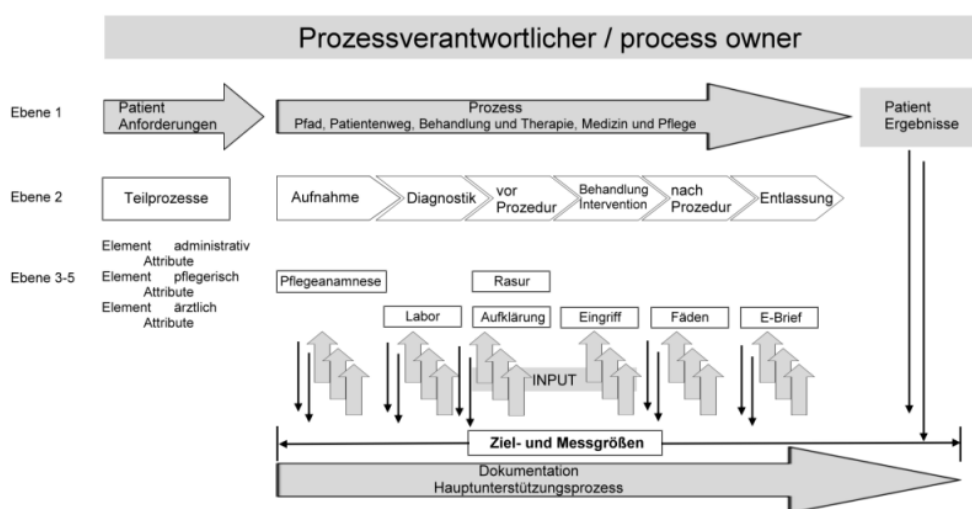 Prozessverantwortlicher / process owner
Ebene 1
Patient
Anforderungen
Prozess
Pfad, Patientenweg, Behandlung und Therapie, Medizin und Pflege
Patient
Ergebnisse
Ebene 2
Teilprozesse
Aufnahme
Diagnostik
vor
Prozedur
Behandlung
Intervention
nach
Prozedur
Entlassung
Ebene 3-5
Element administrativ
Attribute
Element pflegerisch
Attribute
Element ärztlich
Attribute
Pflegeanamnese
Rasur
Labor
Aufklärung
Eingriff
Fäden
E-Brief
INPUT
Ziel- und Messgrößen
Dokumentation
Hauptunterstützungsprozess